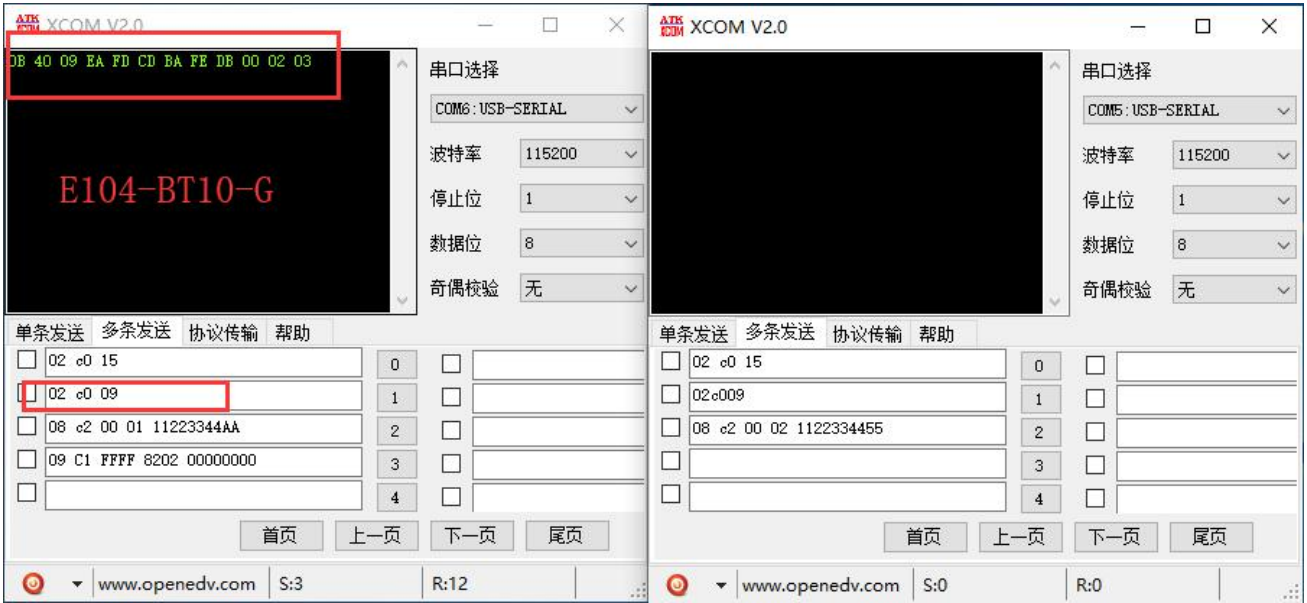 ATK XCOM XCOM V2.0
0B 40 09 EA FD CD BA FE DB 00 02 03
E104-BT10-G
串口选择
COM6:USB-SERIAL
波特率 115200
停止位 1
数据位 8
奇偶校验 无
单条发送 多条发送 协议传输 帮助
02 c0 15 0
02 c0 09 1
08 c2 00 01 11223344AA 2
09 C1 FFFF 8202 00000000 3
4
首页 上一页 下一页 尾页
www.openedv.com S:3 R:12
ATK XCOM XCOM V2.0
串口选择
COM5:USB-SERIAL
波特率 115200
停止位 1
数据位 8
奇偶校验 无
单条发送 多条发送 协议传输 帮助
02 c0 15 0
02c009 1
08 c2 00 02 1122334455 2
3
4
首页 上一页 下一页 尾页
www.openedv.com S:0 R:0